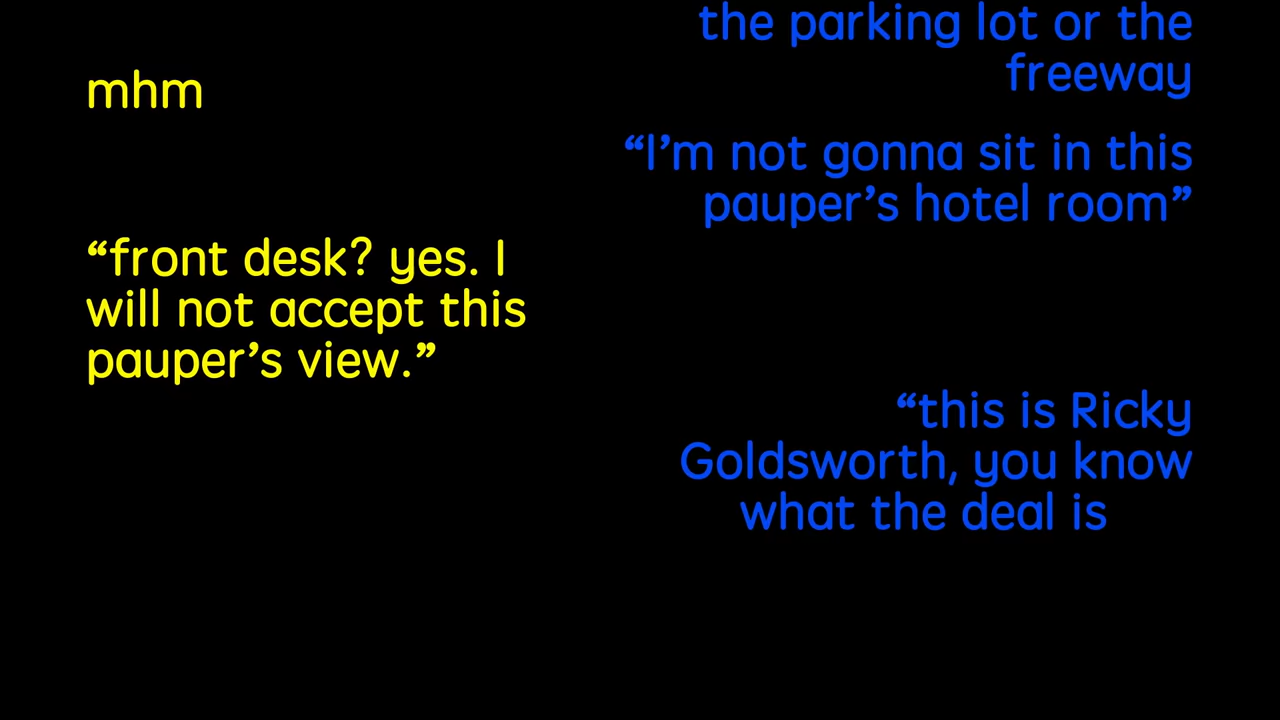 the parking lot or the
freeway
mhm
“I’m not gonna sit in this
pauper’s hotel room”
“front desk? yes. I
will not accept this
pauper’s view.”
“this is Ricky
Goldsworth, you know
what the deal is